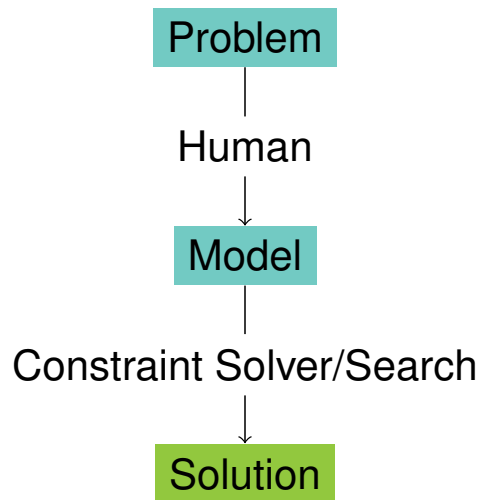 Problem
Human
Model
Constraint Solver/Search
Solution